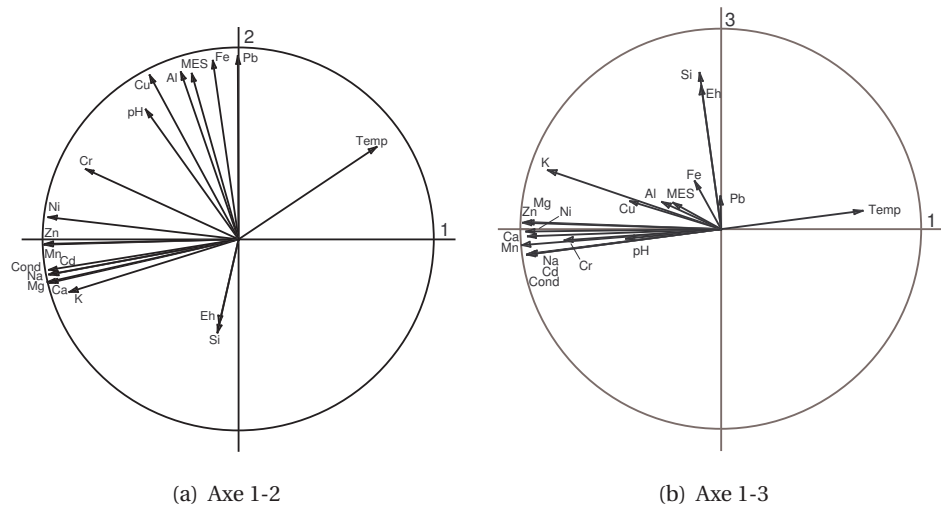 2
Fe
Pb
MES
Al
Cu
pH
Temp
Cr
Ni
Zn
1
Mn
Cd
Cond
Na
Mg
Ca
K
Eh
Si
(a) Axe 1-2
3
Si
Eh
K
Fe
Al
MES
Pb
Cu
Temp
Mg
Zn
Ni
1
Ca
Mn
pH
Na
Cr
Cd
Cond
(b) Axe 1-3